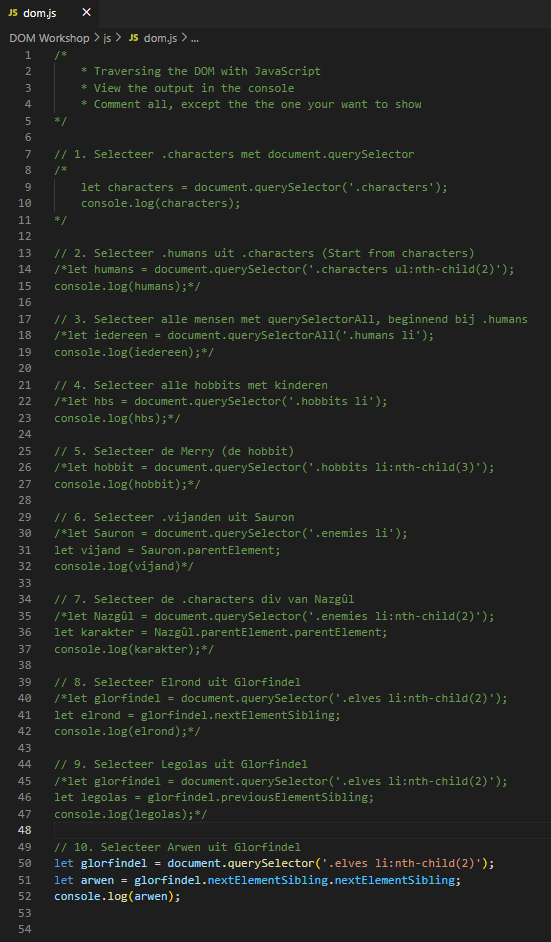 JS dom.js ×
DOM Workshop > js > JS dom.js > ...
1 /*
2     * Traversing the DOM with JavaScript
3     * View the output in the console
4     * Comment all, except the the one your want to show
5 */
6
7 // 1. Selecteer .characters met document.querySelector
8 /*
9     let characters = document.querySelector('.characters');
10     console.log(characters);
11 */
12
13 // 2. Selecteer .humans uit .characters (Start from characters)
14 /*let humans = document.querySelector('.characters ul:nth-child(2)');
15 console.log(humans);*/
16
17 // 3. Selecteer alle mensen met querySelectorAll, beginnend bij .humans
18 /*let iedereen = document.querySelectorAll('.humans li');
19 console.log(iedereen);*/
20
21 // 4. Selecteer alle hobbits met kinderen
22 /*let hbs = document.querySelector('.hobbits li');
23 console.log(hbs);*/
24
25 // 5. Selecteer de Merry (de hobbit)
26 /*let hobbit = document.querySelector('.hobbits li:nth-child(3)');
27 console.log(hobbit);*/
28
29 // 6. Selecteer .vijanden uit Sauron
30 /*let Sauron = document.querySelector('.enemies li');
31 let vijand = Sauron.parentElement;
32 console.log(vijand)*/
33
34 // 7. Selecteer de .characters div van Nazgûl
35 /*let Nazgûl = document.querySelector('.enemies li:nth-child(2)');
36 let karakter = Nazgûl.parentElement.parentElement;
37 console.log(karakter);*/
38
39 // 8. Selecteer Elrond uit Glorfindel
40 /*let glorfindel = document.querySelector('.elves li:nth-child(2)');
41 let elrond = glorfindel.nextElementSibling;
42 console.log(elrond);*/
43
44 // 9. Selecteer Legolas uit Glorfindel
45 /*let glorfindel = document.querySelector('.elves li:nth-child(2)');
46 let legolas = glorfindel.previousElementSibling;
47 console.log(legolas);*/
48
49 // 10. Selecteer Arwen uit Glorfindel
50 let glorfindel = document.querySelector('.elves li:nth-child(2)');
51 let arwen = glorfindel.nextElementSibling.nextElementSibling;
52 console.log(arwen);
53
54